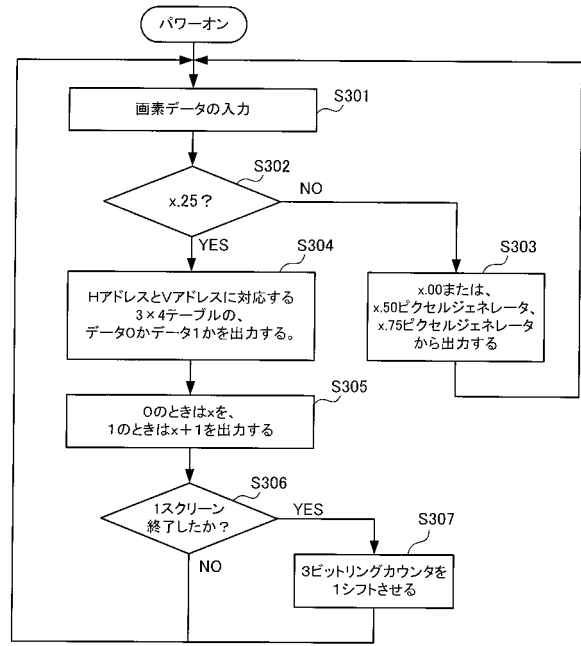 パワーオン
画素データの入力
S301
x.25?
S302
NO
YES
S304
HアドレスとVアドレスに対応する
3×4テーブルの、
データ0かデータ1かを出力する。
S303
x.00または、
x.50ピクセルジェネレータ、
x.75ピクセルジェネレータ
から出力する
S305
0のときはxを、
1のときはx+1を出力する
S306
1スクリーン
終了したか?
YES
NO
S307
3ビットリングカウンタを
1シフトさせる